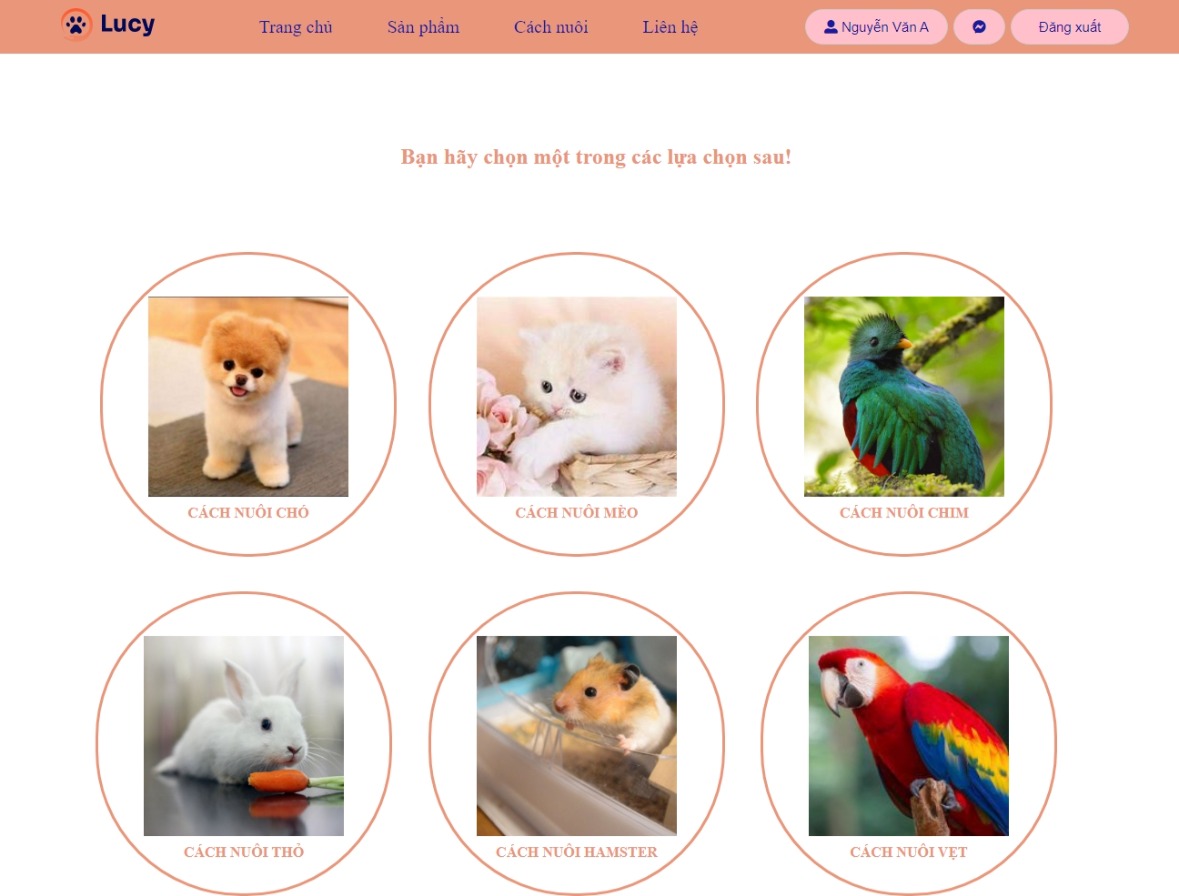 Lucy
Trang chủ
Sản phẩm
Cách nuôi
Liên hệ
Nguyễn Văn A
Đăng xuất
Bạn hãy chọn một trong các lựa chọn sau!
CÁCH NUÔI CHÓ
CÁCH NUÔI MÈO
CÁCH NUÔI CHIM
CÁCH NUÔI THỎ
CÁCH NUÔI HAMSTER
CÁCH NUÔI VẸT